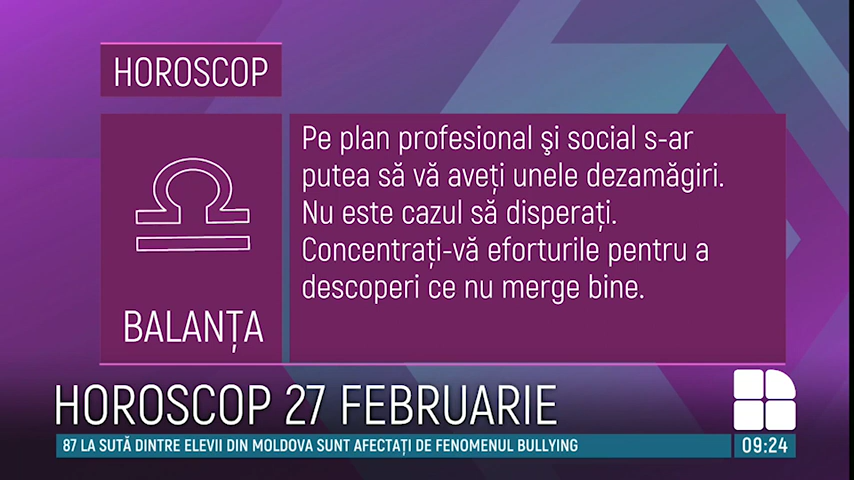 HOROSCOP
BALANȚA
Pe plan profesional şi social s-ar
putea să vă aveți unele dezamăgiri.
Nu este cazul să disperați.
Concentrați-vă eforturile pentru a
descoperi ce nu merge bine.
HOROSCOP 27 FEBRUARIE
87 LA SUTĂ DINTRE ELEVII DIN MOLDOVA SUNT AFECTAȚI DE FENOMENUL BULLYING
09:24